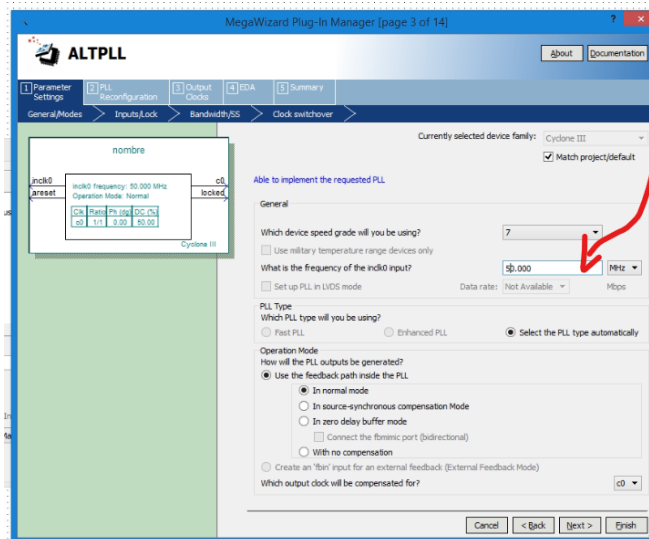 MegaWizard Plug-In Manager [page 3 of 14]
ALTPLL
About
Documentation
1 Parameter Settings
2 PLL Reconfiguration
3 Output Clocks
4 EDA
5 Summary
General/Modes
Inputs/Lock
Bandwidth/SS
Clock switchover
Currently selected device family:
Cyclone III
Match project/default
nombre
inclk0
areset
c0
locked
inclk0 frequency: 50.000 MHz
Operation Mode: Normal
Clk Ratio Ph (dg) DC (%)
c0 1/1 0.00 50.00
Cyclone III
Able to implement the requested PLL
General
Which device speed grade will you be using?
7
Use military temperature range devices only
What is the frequency of the inclk0 input?
50.000
MHz
Set up PLL in LVDS mode
Data rate:
Not Available
Mbps
PLL Type
Which PLL type will you be using?
Fast PLL
Enhanced PLL
Select the PLL type automatically
Operation Mode
How will the PLL outputs be generated?
Use the feedback path inside the PLL
In normal mode
In source-synchronous compensation Mode
In zero delay buffer mode
Connect the fbmimic port (bidirectional)
With no compensation
Create an 'fbin' input for an external feedback (External Feedback Mode)
Which output clock will be compensated for?
c0
Cancel
< Back
Next >
Finish